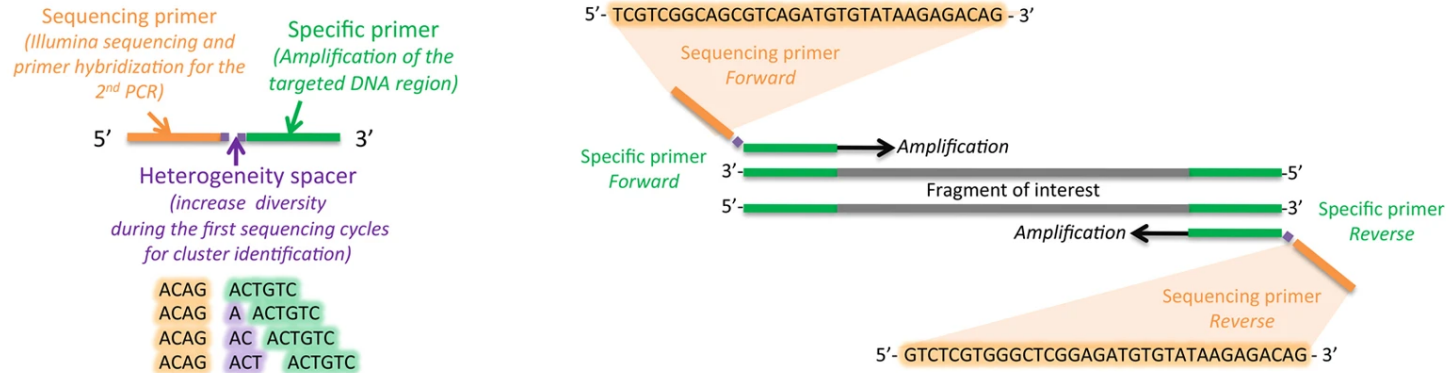 Sequencing primer
(Illumina sequencing and
primer hybridization for the
2nd PCR)
Specific primer
(Amplification of the
targeted DNA region)
5’
3’
Heterogeneity spacer
(increase diversity
during the first sequencing cycles
for cluster identification)
ACAG ACTGTC
ACAG A ACTGTC
ACAG AC ACTGTC
ACAG ACT ACTGTC
5’- TCGTCGGCAGCGTCAGATGTGTATAAGAGACAG - 3’
Sequencing primer
Forward
Amplification
Specific primer
Forward
3’-
-5’
Fragment of interest
5’-
-3’
Specific primer
Reverse
Amplification
Sequencing primer
Reverse
5’- GTCTCGTGGGCTCGGAGATGTGTATAAGAGACAG - 3’